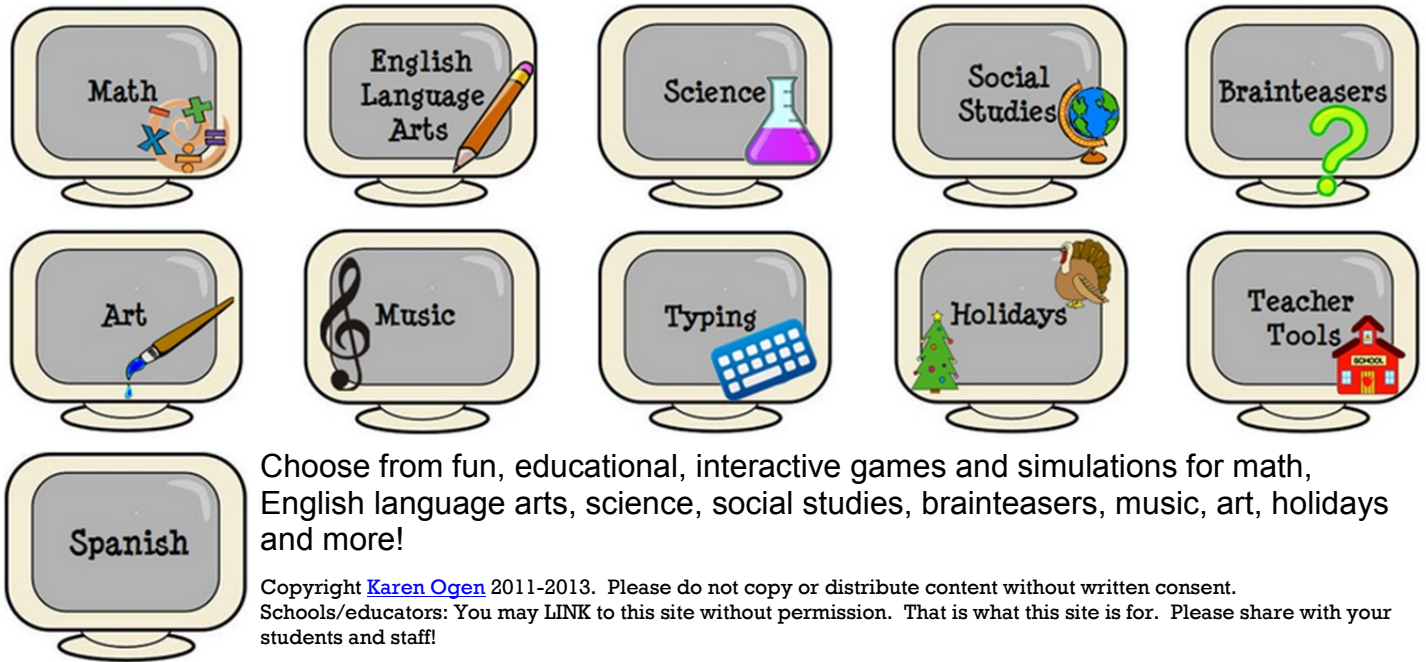 Math
English
Language
Arts
Science
Social
Studies
Brainteasers
Art
Music
Typing
Holidays
Teacher
Tools
SCHOOL
Spanish
Choose from fun, educational, interactive games and simulations for math,
English language arts, science, social studies, brainteasers, music, art, holidays
and more!
Copyright Karen Ogen 2011-2013.  Please do not copy or distribute content without written consent.
Schools/educators: You may LINK to this site without permission.  That is what this site is for.  Please share with your
students and staff!